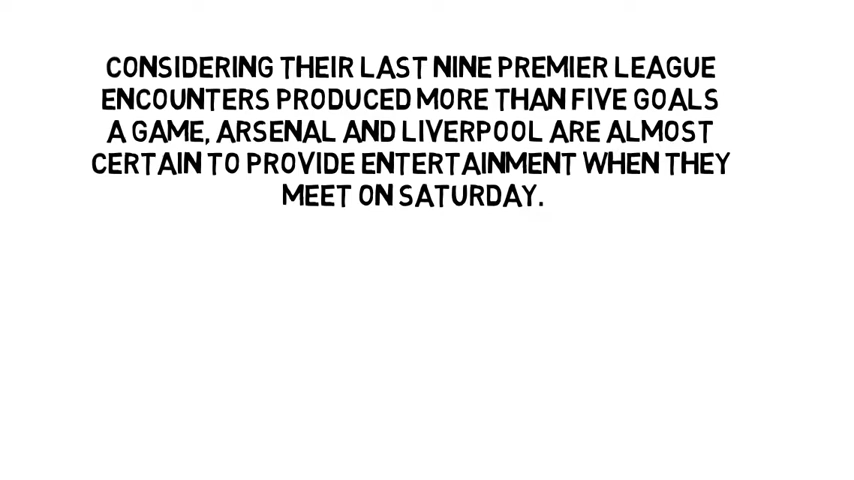 CONSIDERING THEIR LAST NINE PREMIER LEAGUE
ENCOUNTERS PRODUCED MORE THAN FIVE GOALS
A GAME, ARSENAL AND LIVERPOOL ARE ALMOST
CERTAIN TO PROVIDE ENTERTAINMENT WHEN THEY
MEET ON SATURDAY.